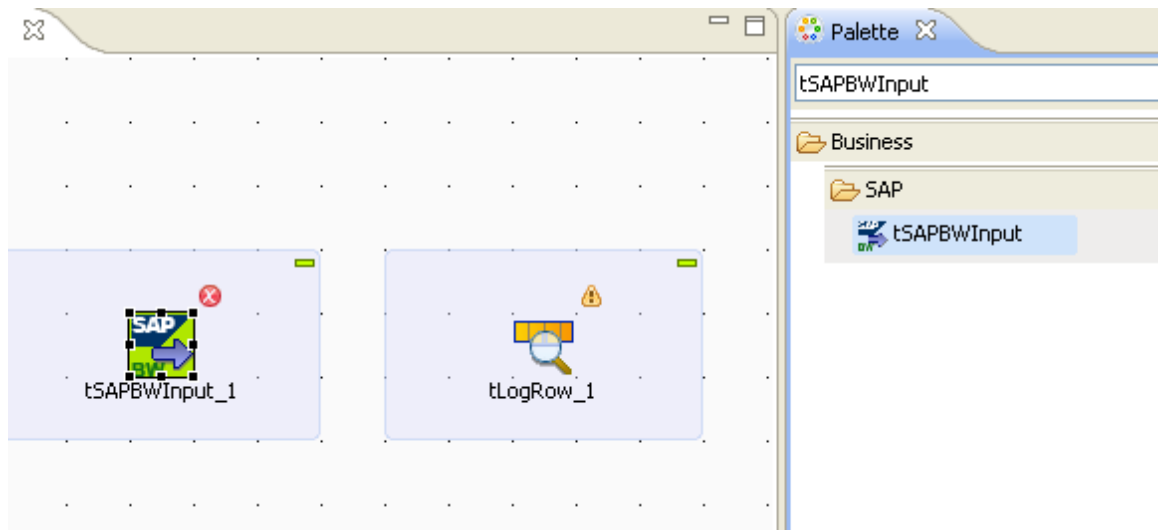 Palette
tSAPBWInput
Business
SAP
tSAPBWInput
SAP
BW
tSAPBWInput_1
tLogRow_1